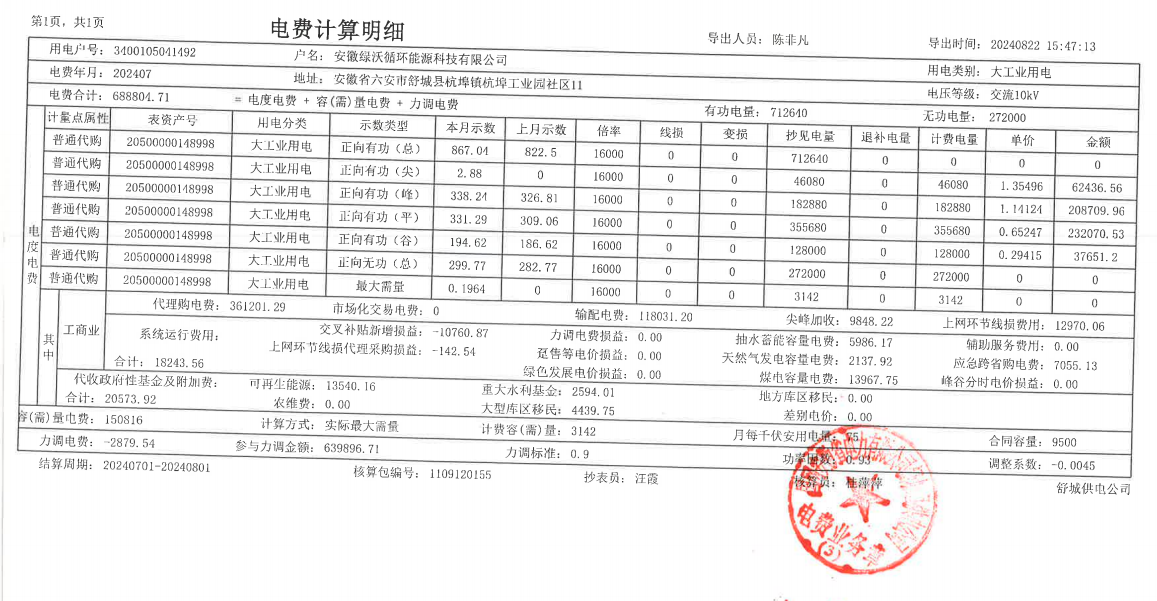 第1页，共1页
电费计算明细
导出人员：陈非凡
导出时间：20240822 15:47:13
用电户号：3400105041492 户名：安徽绿沃循环能源科技有限公司 用电类别：大工业用电
电费年月：202407 地址：安徽省六安市舒城县杭埠镇杭埠工业园社区11 电压等级：交流10kV
电费合计：688804.71 = 电度电费 + 容(需)量电费 + 力调电费 有功电量：712640 无功电量：272000
电度电费
计量点属性 表资产号 用电分类 示数类型 本月示数 上月示数 倍率 线损 变损 抄见电量 退补电量 计费电量 单价 金额
普通代购 20500000148998 大工业用电 正向有功（总） 867.04 822.5 16000 0 0 712640 0 0 0 0
普通代购 20500000148998 大工业用电 正向有功（尖） 2.88 0 16000 0 0 46080 0 46080 1.35496 62436.56
普通代购 20500000148998 大工业用电 正向有功（峰） 338.24 326.81 16000 0 0 182880 0 182880 1.14124 208709.96
普通代购 20500000148998 大工业用电 正向有功（平） 331.29 309.06 16000 0 0 355680 0 355680 0.65247 232070.53
普通代购 20500000148998 大工业用电 正向有功（谷） 194.62 186.62 16000 0 0 128000 0 128000 0.29415 37651.2
普通代购 20500000148998 大工业用电 正向无功（总） 299.77 282.77 16000 0 0 272000 0 272000 0 0
普通代购 20500000148998 大工业用电 最大需量 0.1964 0 16000 0 0 3142 0 3142 0 0
其中
工商业
代理购电费：361201.29 市场化交易电费：0 输配电费：118031.20 尖峰加收：9848.22 上网环节线损费用：12970.06
系统运行费用： 交叉补贴新增损益：-10760.87 力调电费损益：0.00 抽水蓄能容量电费：5986.17 辅助服务费用：0.00
上网环节线损代理采购损益：-142.54 趸售等电价损益：0.00 天然气发电容量电费：2137.92 应急跨省购电费：7055.13
合计：18243.56 绿色发展电价损益：0.00 煤电容量电费：13967.75 峰谷分时电价损益：0.00
代收政府性基金及附加费： 可再生能源：13540.16 重大水利基金：2594.01 地方库区移民：0.00
合计：20573.92 农维费：0.00 大型库区移民：4439.75 差别电价：0.00
容(需)量电费：150816 计算方式：实际最大需量 计费容(需)量：3142 月每千伏安用电量：75 合同容量：9500
力调电费：-2879.54 参与力调金额：639896.71 力调标准：0.9 功率因数：0.93 调整系数：-0.0045
结算周期：20240701-20240801 核算包编号：1109120155 抄表员：汪霞 核算员：桂萍萍 舒城供电公司
电费业务章
(3)